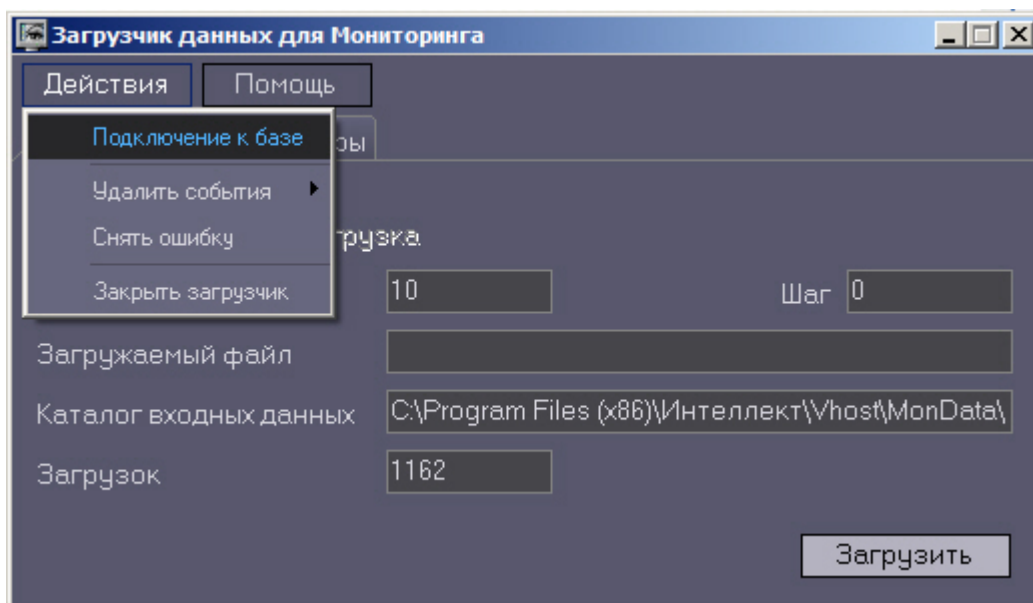 Загрузчик данных для Мониторинга
Действия Помощь
Подключение к базе
ры
Удалить события
Снять ошибку
грузка
Закрыть загрузчик
10 Шаг 0
Загружаемый файл
Каталог входных данных C:\Program Files (x86)\Интеллект\Vhost\MonData\
Загрузок 1162
Загрузить